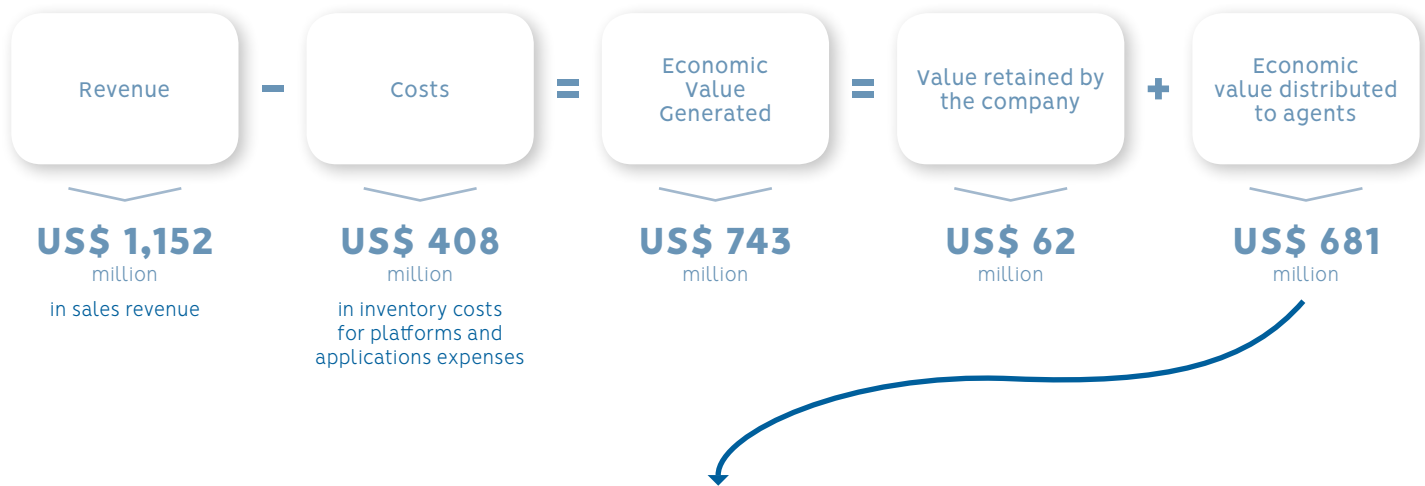 Revenue
–
Costs
=
Economic
Value
Generated
=
Value retained by
the company
+
Economic
value distributed
to agents
US$ 1,152
million
in sales revenue
US$ 408
million
in inventory costs
for platforms and
applications expenses
US$ 743
million
US$ 62
million
US$ 681
million